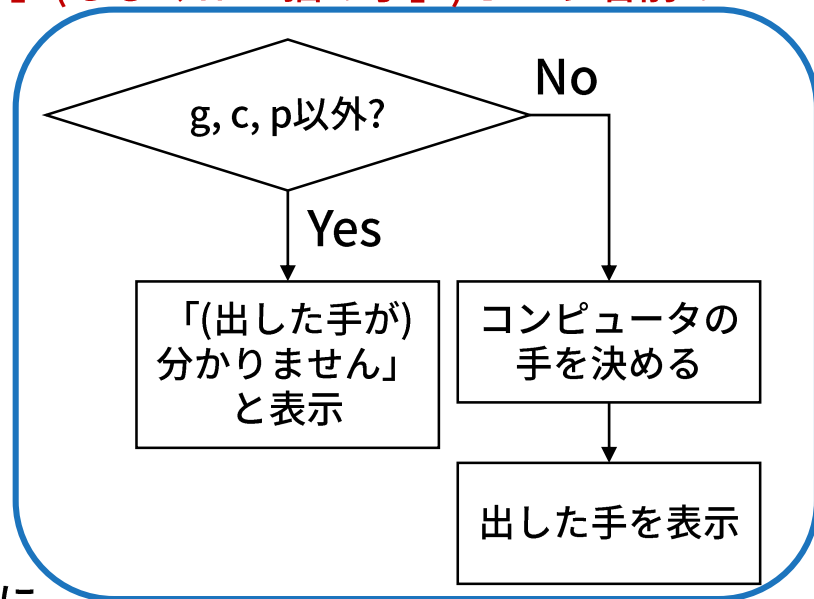 No
g, c, p以外?
Yes
「(出した手が)
分かりません」
と表示
コンピュータの
手を決める
出した手を表示
に